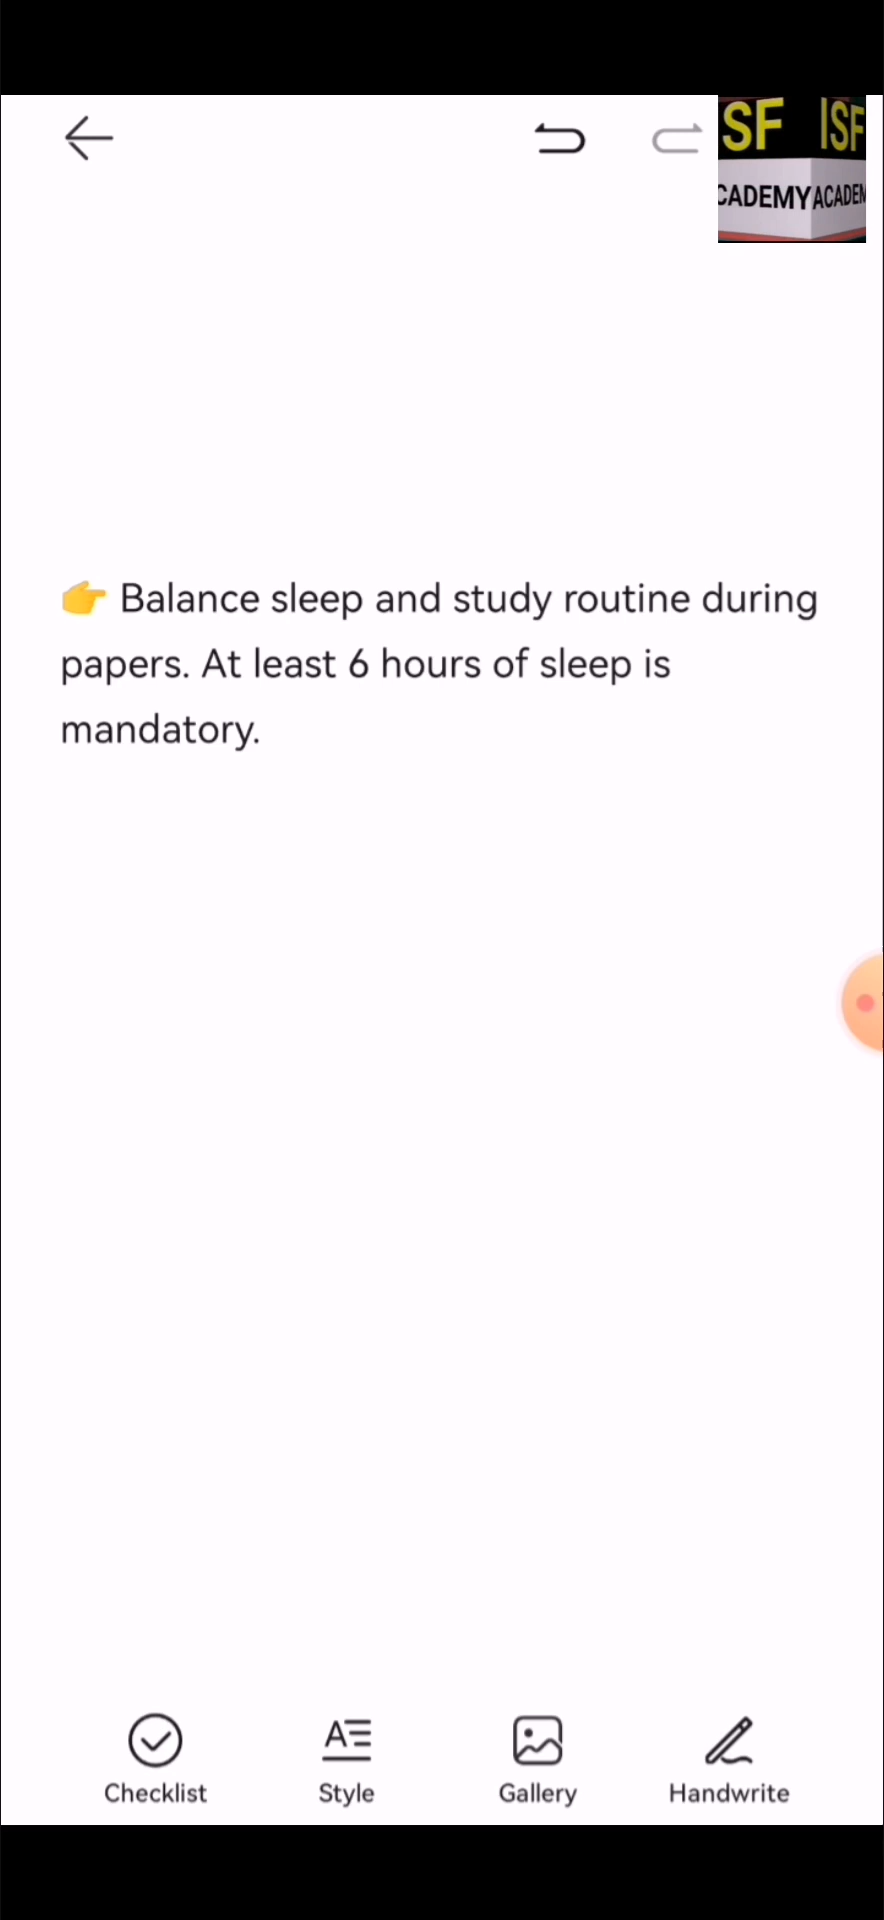 SF ISF
CADEMY ACADEM
👉 Balance sleep and study routine during
papers. At least 6 hours of sleep is
mandatory.
Checklist Style Gallery Handwrite